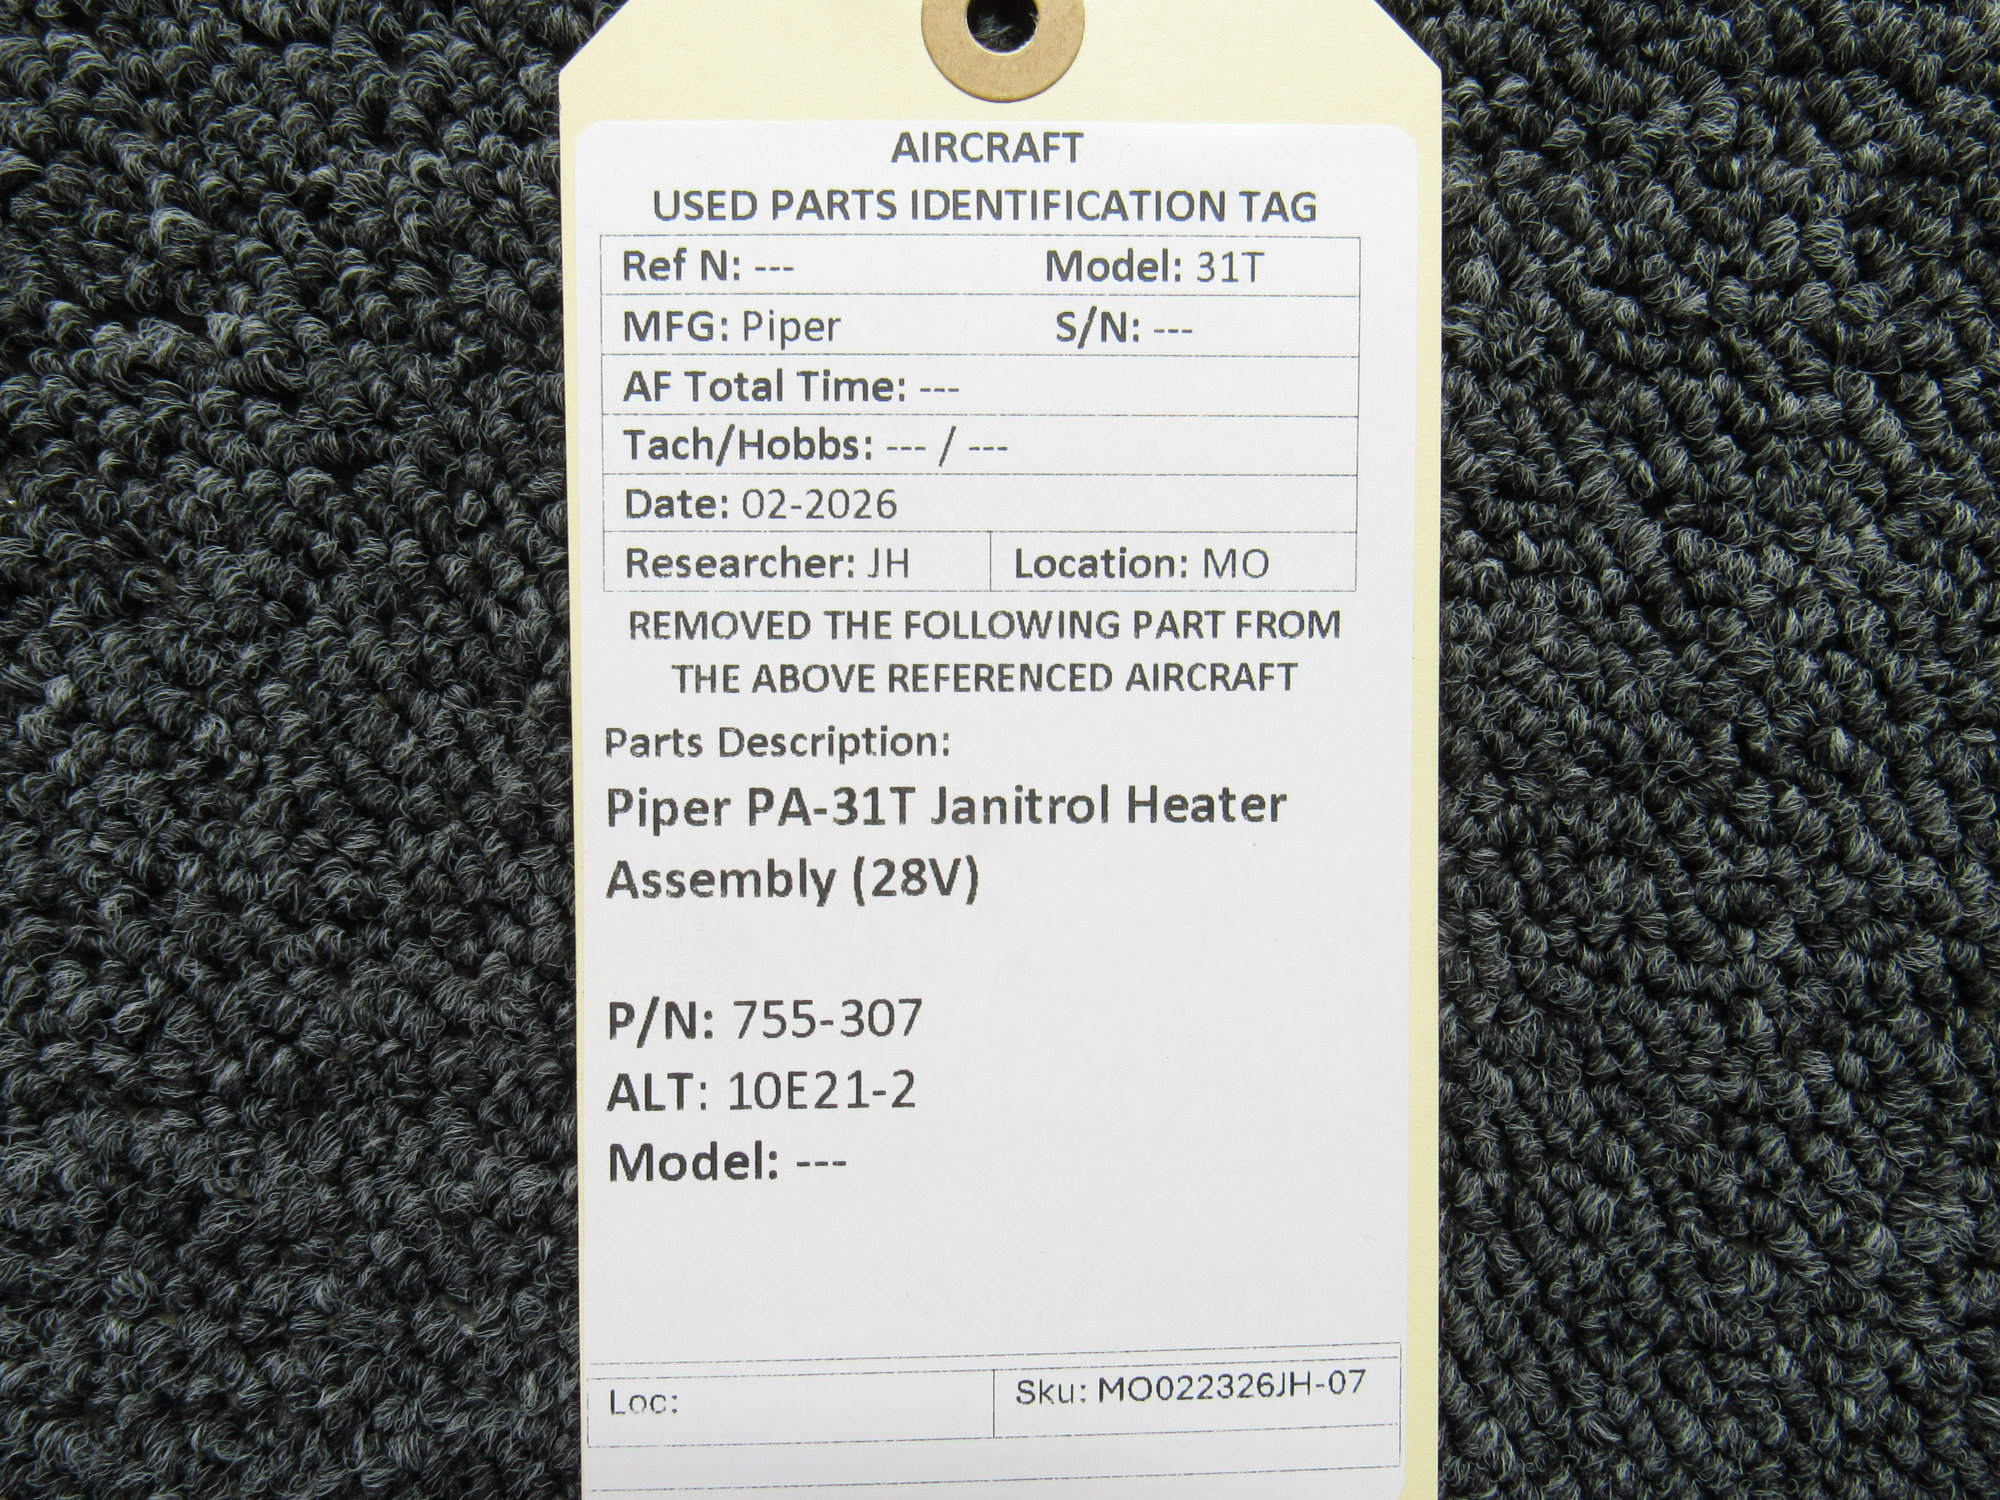 AIRCRAFT
USED PARTS IDENTIFICATION TAG
Ref N: --- Model: 31T
MFG: Piper S/N: ---
AF Total Time: ---
Tach/Hobbs: --- / ---
Date: 02-2026
Researcher: JH Location: MO
REMOVED THE FOLLOWING PART FROM
THE ABOVE REFERENCED AIRCRAFT
Parts Description:
Piper PA-31T Janitrol Heater
Assembly (28V)
P/N: 755-307
ALT: 10E21-2
Model: ---
Loc: Sku: MO022326JH-07